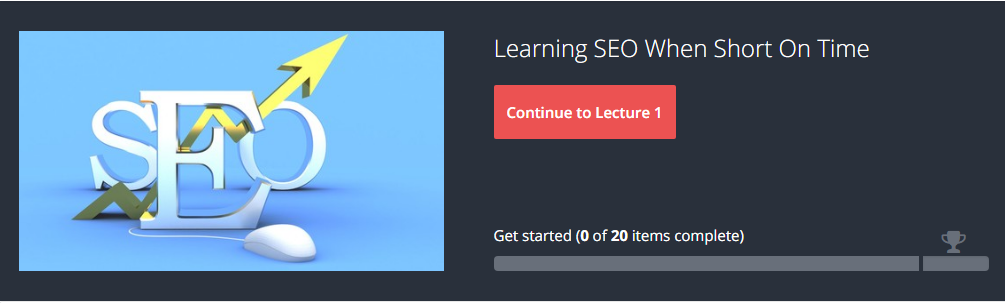 SEO
Learning SEO When Short On Time
Continue to Lecture 1
Get started (0 of 20 items complete)